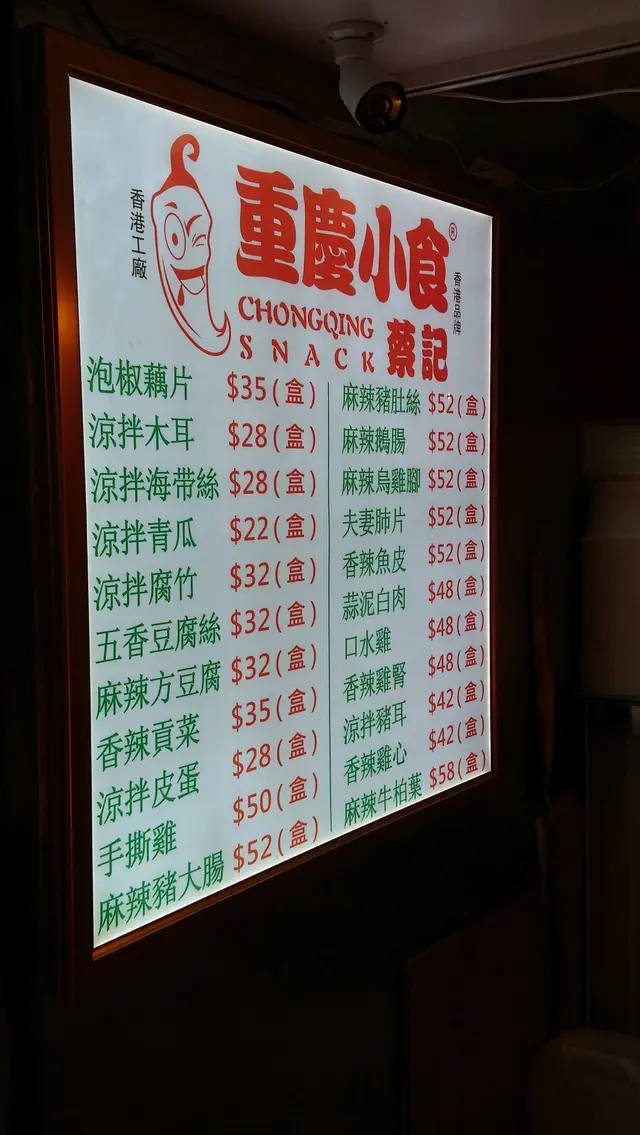 香港工廠
重慶小食®
CHONGQING
SNACK 蔡記
泡椒藕片 $35(盒)
涼拌木耳 $28(盒)
涼拌海带絲 $28(盒)
涼拌青瓜 $22(盒)
涼拌腐竹 $32(盒)
五香豆腐絲 $32(盒)
麻辣方豆腐 $32(盒)
香辣貢菜 $35(盒)
涼拌皮蛋 $28(盒)
手撕雞 $50(盒)
麻辣豬大腸 $52(盒)
麻辣豬肚絲 $52(盒)
麻辣鵝腸 $52(盒)
麻辣烏雞腳 $52(盒)
夫妻肺片 $52(盒)
香辣魚皮 $52(盒)
蒜泥白肉 $48(盒)
口水雞 $48(盒)
香辣雞腎 $48(盒)
涼拌豬耳 $42(盒)
香辣雞心 $42(盒)
麻辣牛柏葉 $58(盒)